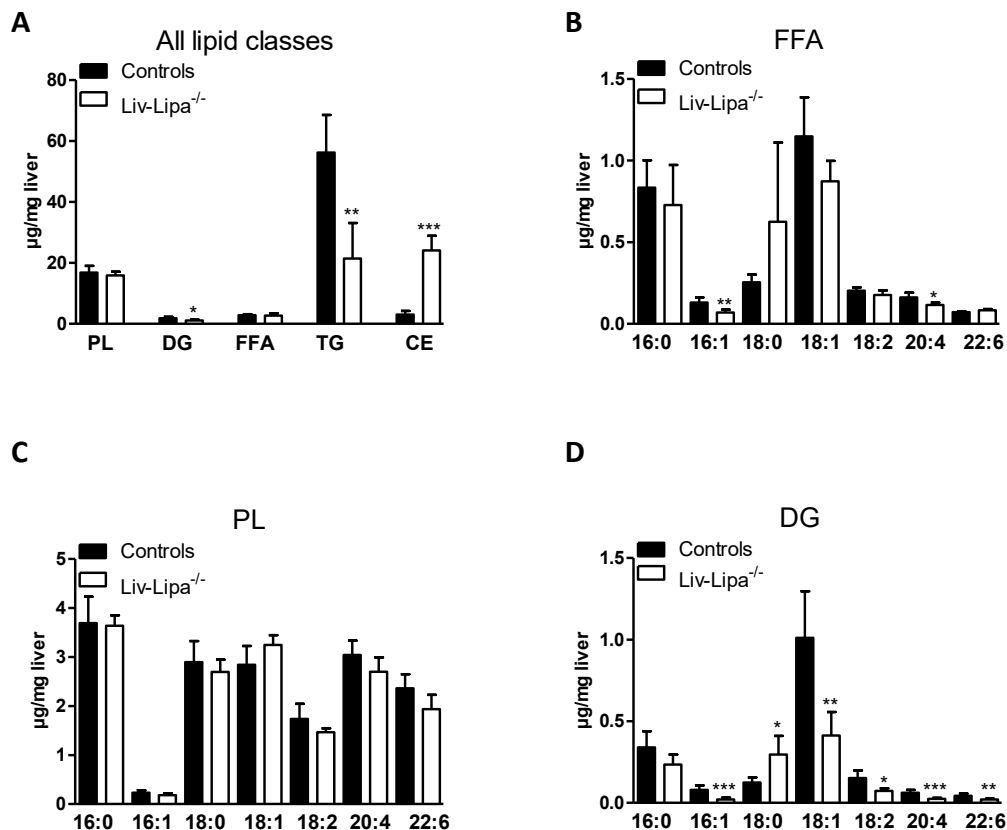 A
All lipid classes
Controls
Liv-Lipa-/-
µg/mg liver
80
60
40
20
0
**
***
*
PL DG FFA TG CE
B
FFA
Controls
Liv-Lipa-/-
µg/mg liver
1.5
1.0
0.5
0.0
** *
16:0 16:1 18:0 18:1 18:2 20:4 22:6
C
PL
Controls
Liv-Lipa-/-
µg/mg liver
5
4
3
2
1
0
16:0 16:1 18:0 18:1 18:2 20:4 22:6
D
DG
Controls
Liv-Lipa-/-
µg/mg liver
1.5
1.0
0.5
0.0
*** * ** * *** **
16:0 16:1 18:0 18:1 18:2 20:4 22:6